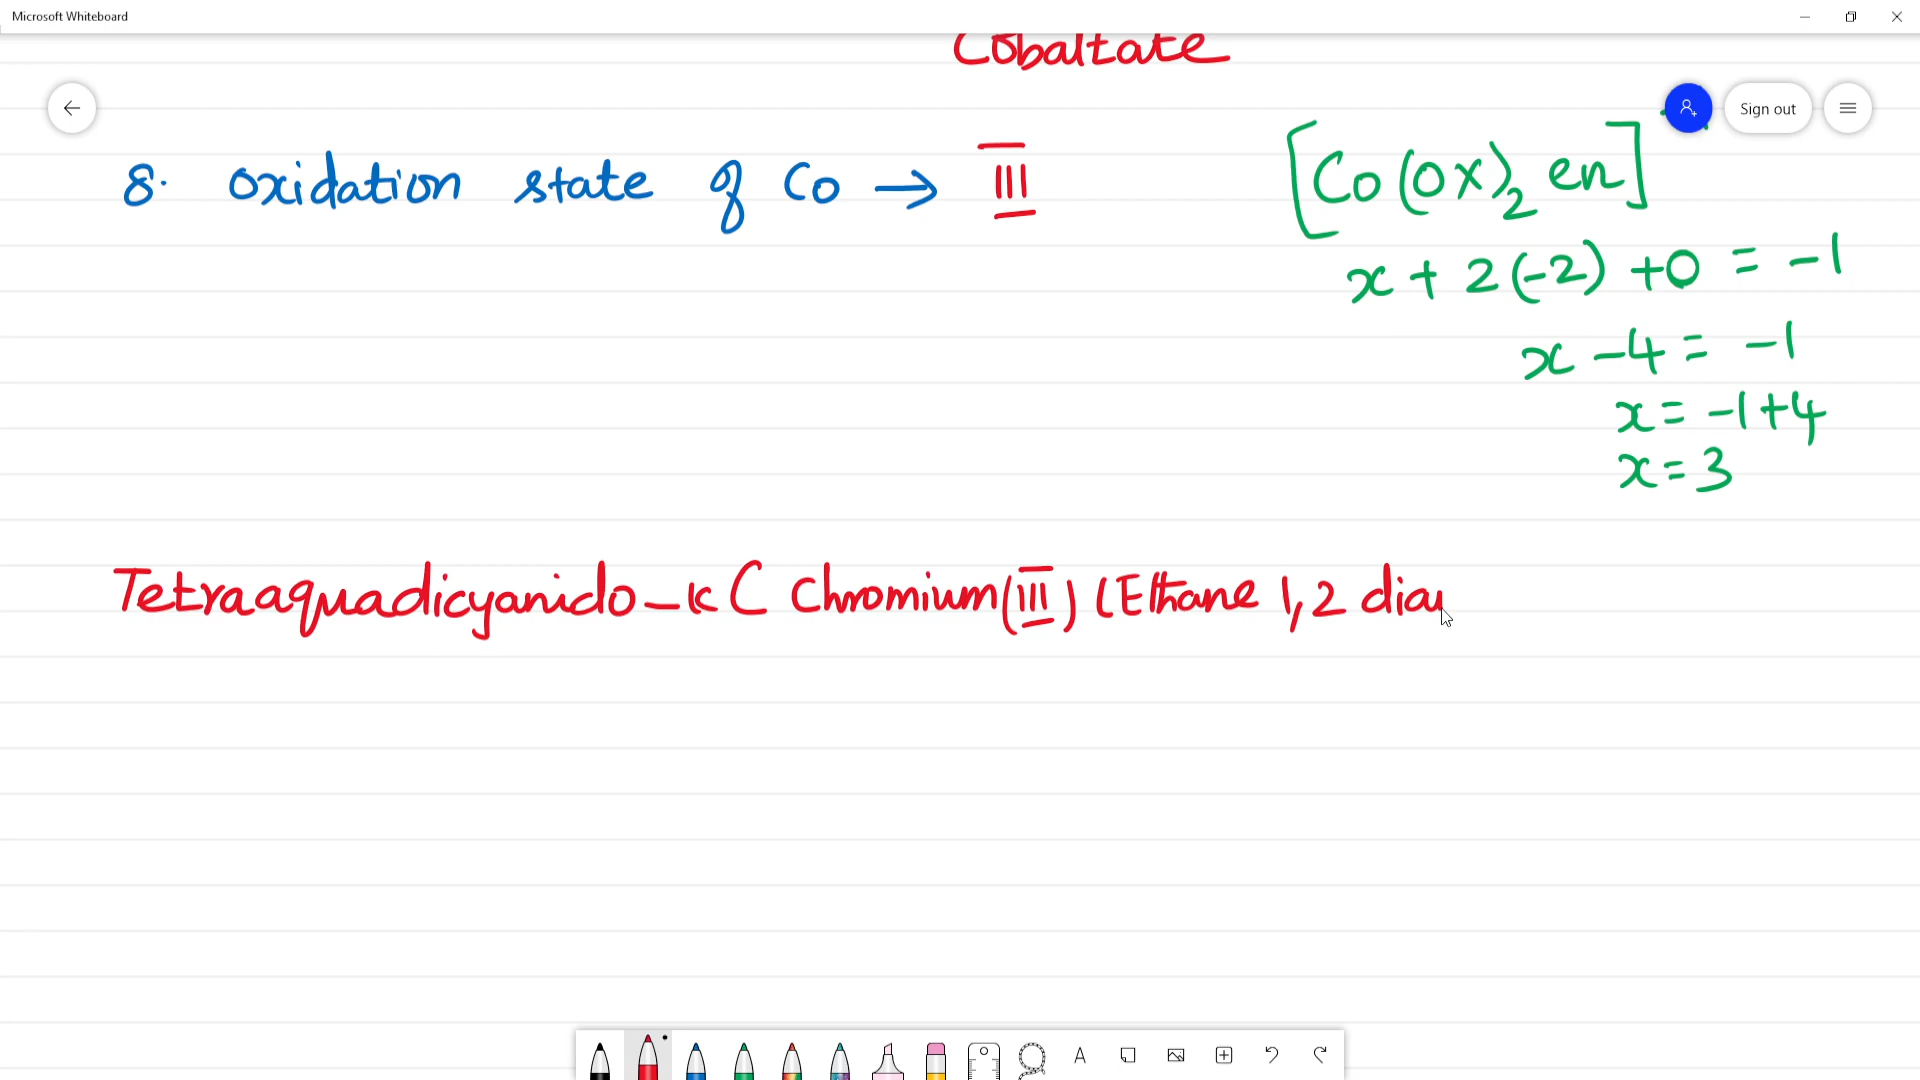 Microsoft Whiteboard
Cobaltate
Sign out
8. oxidation state of Co → III
[Co(ox)2 en]
x + 2(-2) +0 = -1
x -4 = -1
x = -1+4
x = 3
Tetraaquadicyanido-κC Chromium(III) (Ethane 1,2 dia
A